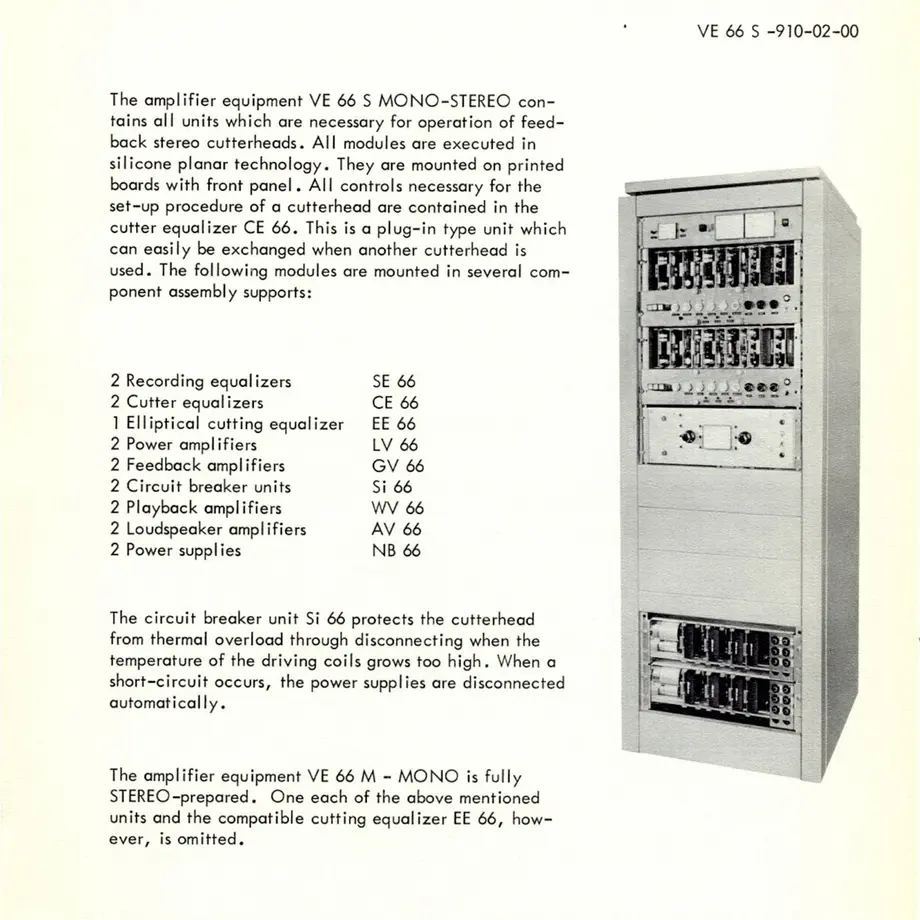 VE 66 S -910-02-00
The amplifier equipment VE 66 S MONO-STEREO con-
tains all units which are necessary for operation of feed-
back stereo cutterheads. All modules are executed in
silicone planar technology. They are mounted on printed
boards with front panel. All controls necessary for the
set-up procedure of a cutterhead are contained in the
cutter equalizer CE 66. This is a plug-in type unit which
can easily be exchanged when another cutterhead is
used. The following modules are mounted in several com-
ponent assembly supports:
2 Recording equalizers SE 66
2 Cutter equalizers CE 66
1 Elliptical cutting equalizer EE 66
2 Power amplifiers LV 66
2 Feedback amplifiers GV 66
2 Circuit breaker units Si 66
2 Playback amplifiers WV 66
2 Loudspeaker amplifiers AV 66
2 Power supplies NB 66
The circuit breaker unit Si 66 protects the cutterhead
from thermal overload through disconnecting when the
temperature of the driving coils grows too high. When a
short-circuit occurs, the power supplies are disconnected
automatically.
The amplifier equipment VE 66 M - MONO is fully
STEREO-prepared. One each of the above mentioned
units and the compatible cutting equalizer EE 66, how-
ever, is omitted.